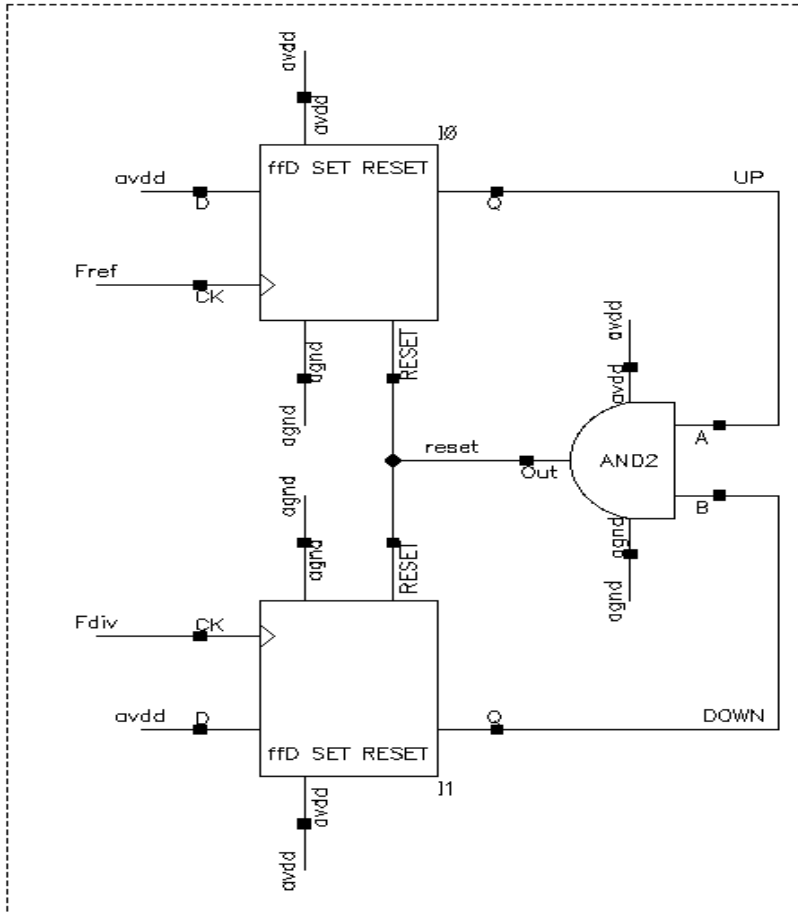 avdd
avdd
I0
ffD SET RESET
avdd
D
Q
UP
Fref
CK
agnd
RESET
agnd
avdd
avdd
A
reset
Out
AND2
B
agnd
agnd
agnd
RESET
agnd
Fdiv
CK
avdd
D
Q
DOWN
ffD SET RESET
I1
avdd
avdd